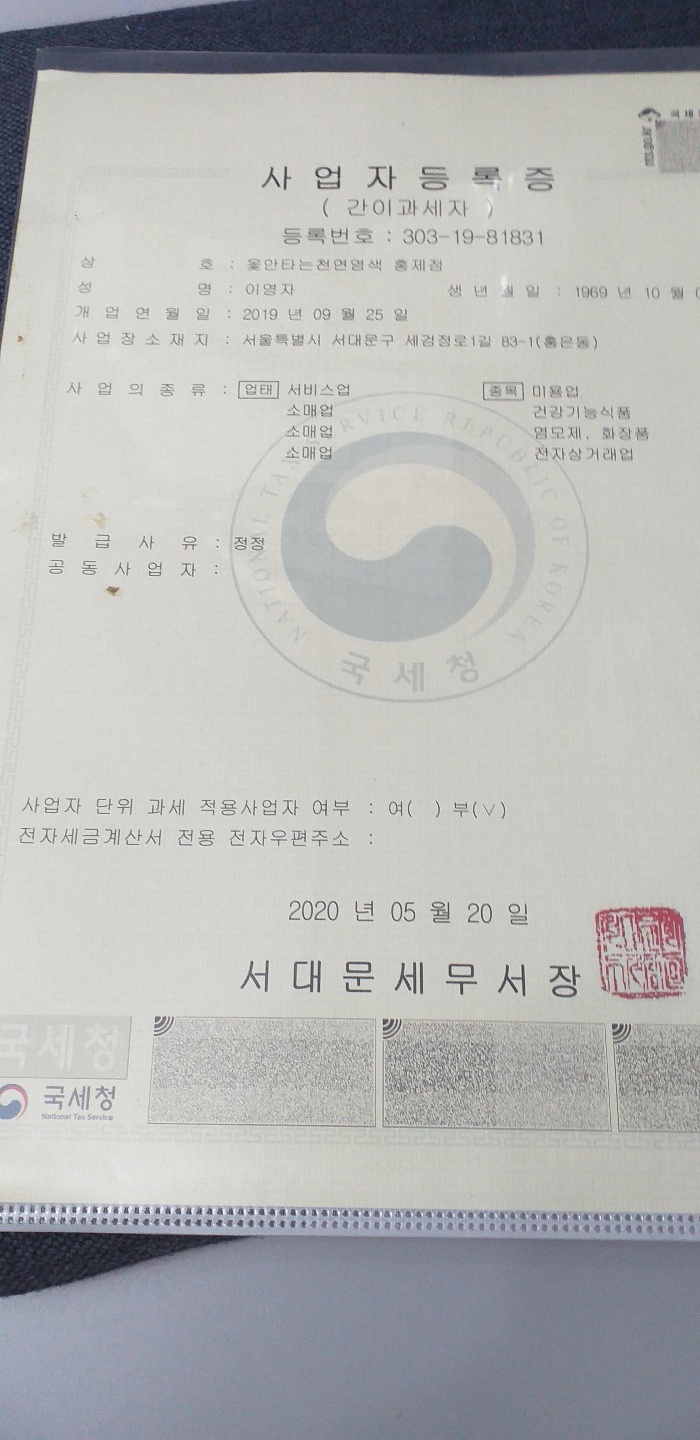 국세
사업자등록증
( 간이과세자 )
등록번호 : 303-19-81831
상 호 : 옻안타는천연염색 홍제점
성 명 : 이영자 생 년 월 일 : 1969 년 10 월
개 업 연 월 일 : 2019 년 09 월 25 일
사 업 장 소 재 지 : 서울특별시 서대문구 세검정로1길 83-1(홍은동)
사 업 의 종 류 : 업태 서비스업 종목 미용업
소매업 건강기능식품
소매업 염모제, 화장품
소매업 전자상거래업
NATIONAL TAX SERVICE REPUBLIC OF KOREA
국세청
발 급 사 유 : 정정
공 동 사 업 자 :
사업자 단위 과세 적용사업자 여부 : 여( ) 부(∨)
전자세금계산서 전용 전자우편주소 :
2020 년 05 월 20 일
서 대 문 세 무 서 장
국세청
국세청
National Tax Service